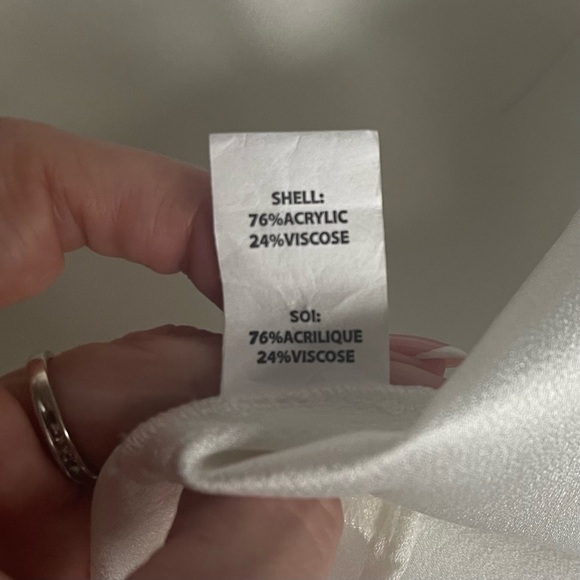 SHELL:
76%ACRYLIC
24%VISCOSE
SOI:
76%ACRILIQUE
24%VISCOSE